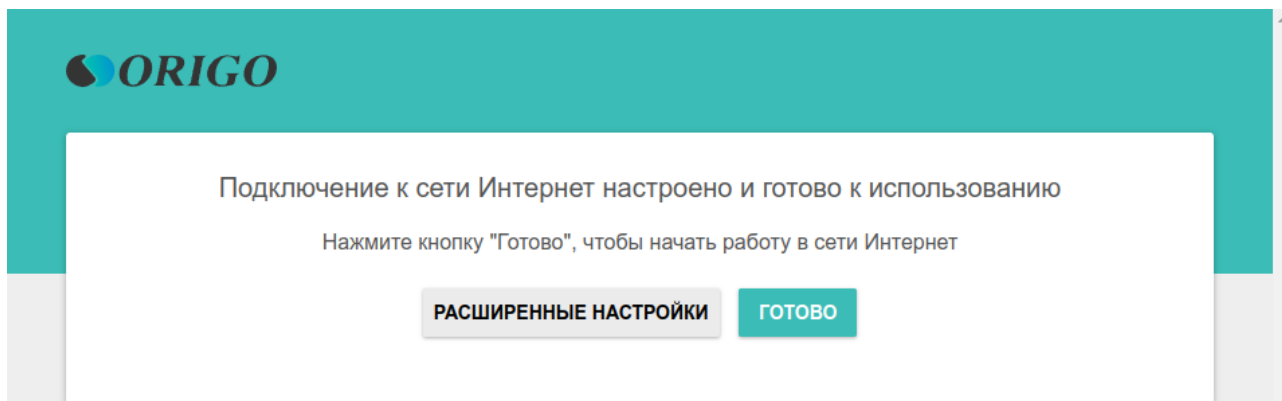 ORIGO
Подключение к сети Интернет настроено и готово к использованию
Нажмите кнопку "Готово", чтобы начать работу в сети Интернет
РАСШИРЕННЫЕ НАСТРОЙКИ ГОТОВО